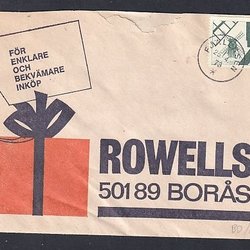 FÖR
ENKLARE
OCH
BEKVÄMARE
INKÖP
ROWELLS
501 89 BORÅS